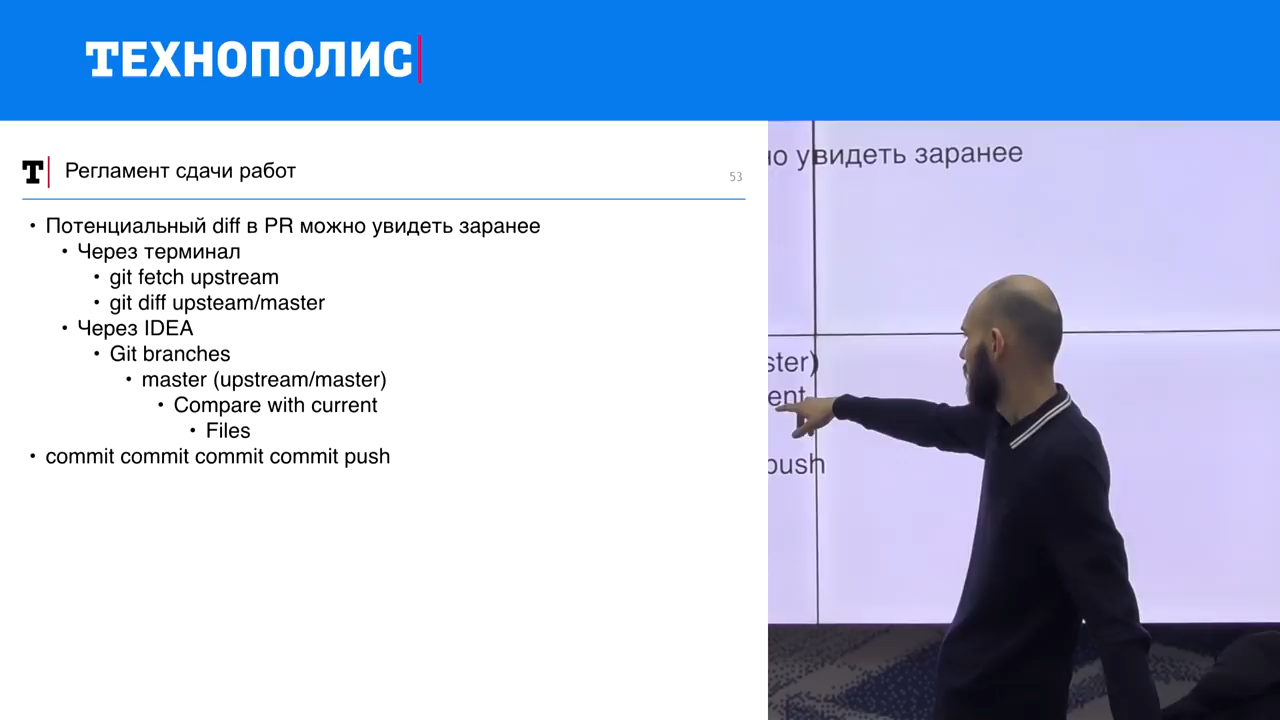 ТЕХНОПОЛИС
Т Регламент сдачи работ
53
• Потенциальный diff в PR можно увидеть заранее
• Через терминал
• git fetch upstream
• git diff upsteam/master
• Через IDEA
• Git branches
• master (upstream/master)
• Compare with current
• Files
• commit commit commit commit push
но увидеть заранее
ster)
ent
push